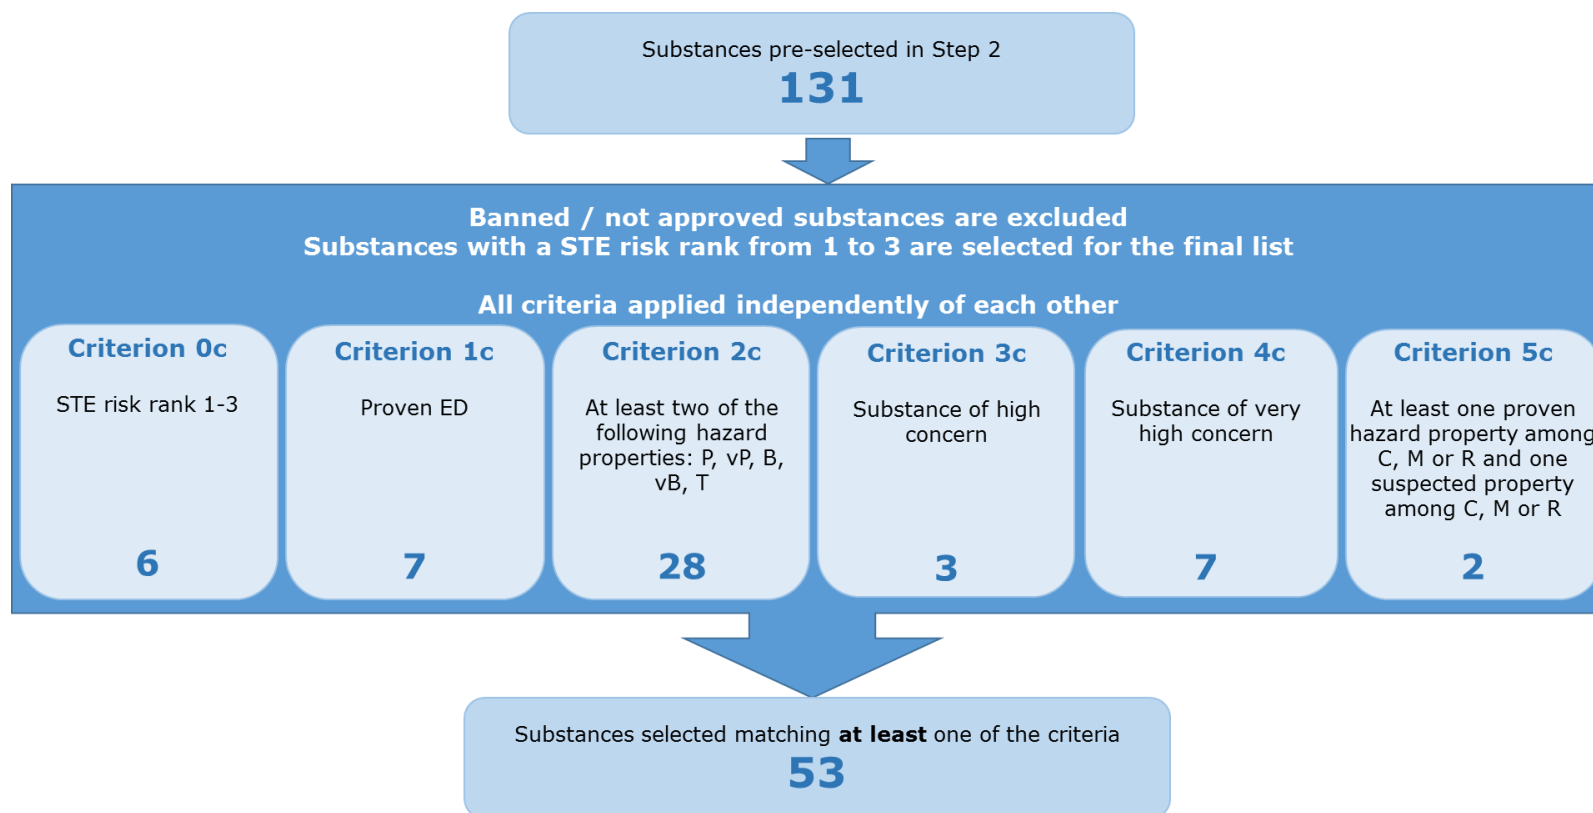 Substances pre-selected in Step 2
131
Banned / not approved substances are excluded
Substances with a STE risk rank from 1 to 3 are selected for the final list
All criteria applied independently of each other
Criterion 0c
STE risk rank 1-3
6
Criterion 1c
Proven ED
7
Criterion 2c
At least two of the
following hazard
properties: P, vP, B,
vB, T
28
Criterion 3c
Substance of high
concern
3
Criterion 4c
Substance of very
high concern
7
Criterion 5c
At least one proven
hazard property among
C, M or R and one
suspected property
among C, M or R
2
Substances selected matching at least one of the criteria
53